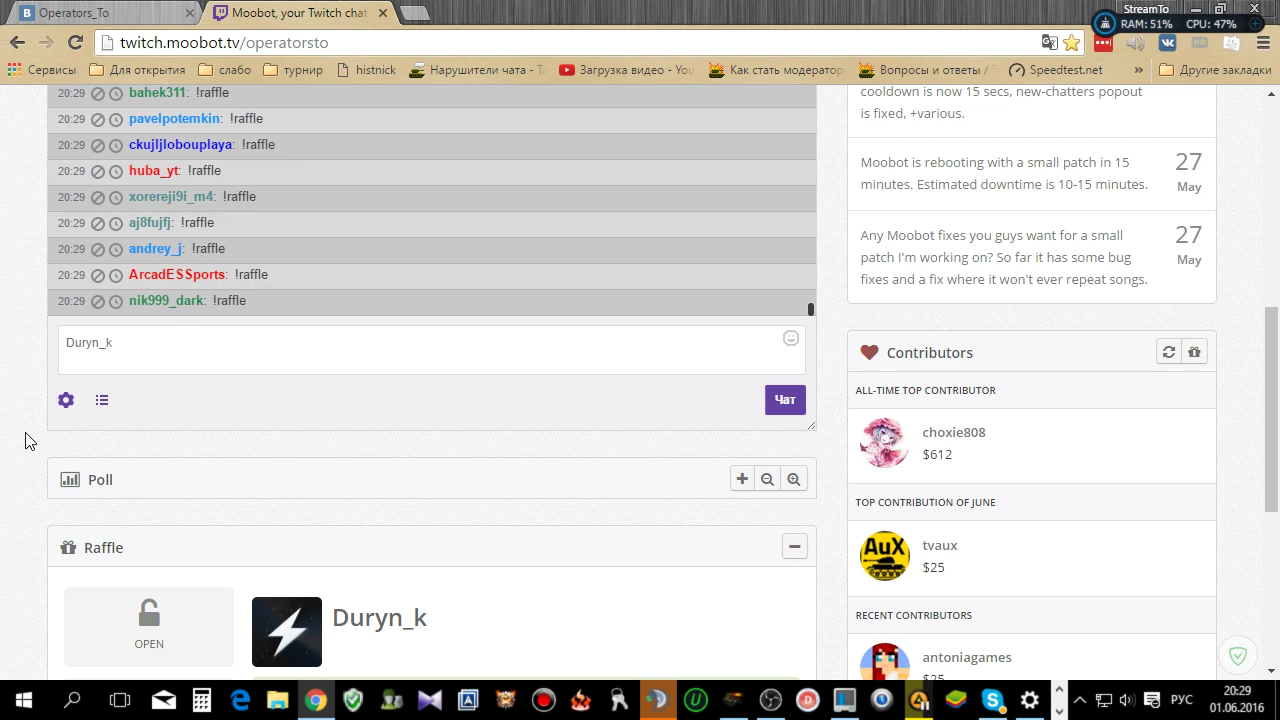 Operators_To
Moobot, your Twitch chat
StreamTo
RAM: 51% CPU: 47%
twitch.moobot.tv/operatorsto
Сервисы
Для открытия
слабо
турнир
histnick
Нарушители чата - Т
Загрузка видео - You
Как стать модератор
Вопросы и ответы / Т
Speedtest.net
»
Другие закладки
20:29 bahek311: !raffle
20:29 pavelpotemkin: !raffle
20:29 ckujljlobouplaya: !raffle
20:29 huba_yt: !raffle
20:29 xorereji9i_m4: !raffle
20:29 aj8fujfj: !raffle
20:29 andrey_j: !raffle
20:29 ArcadESSports: !raffle
20:29 nik999_dark: !raffle
Duryn_k
Чат
Poll
Raffle
OPEN
Duryn_k
cooldown is now 15 secs, new-chatters popout
is fixed, +various.
Moobot is rebooting with a small patch in 15
minutes. Estimated downtime is 10-15 minutes.
27
May
Any Moobot fixes you guys want for a small
patch I'm working on? So far it has some bug
fixes and a fix where it won't ever repeat songs.
27
May
Contributors
ALL-TIME TOP CONTRIBUTOR
choxie808
$612
TOP CONTRIBUTION OF JUNE
AuX
tvaux
$25
RECENT CONTRIBUTORS
antoniagames
$25
РУС
20:29
01.06.2016